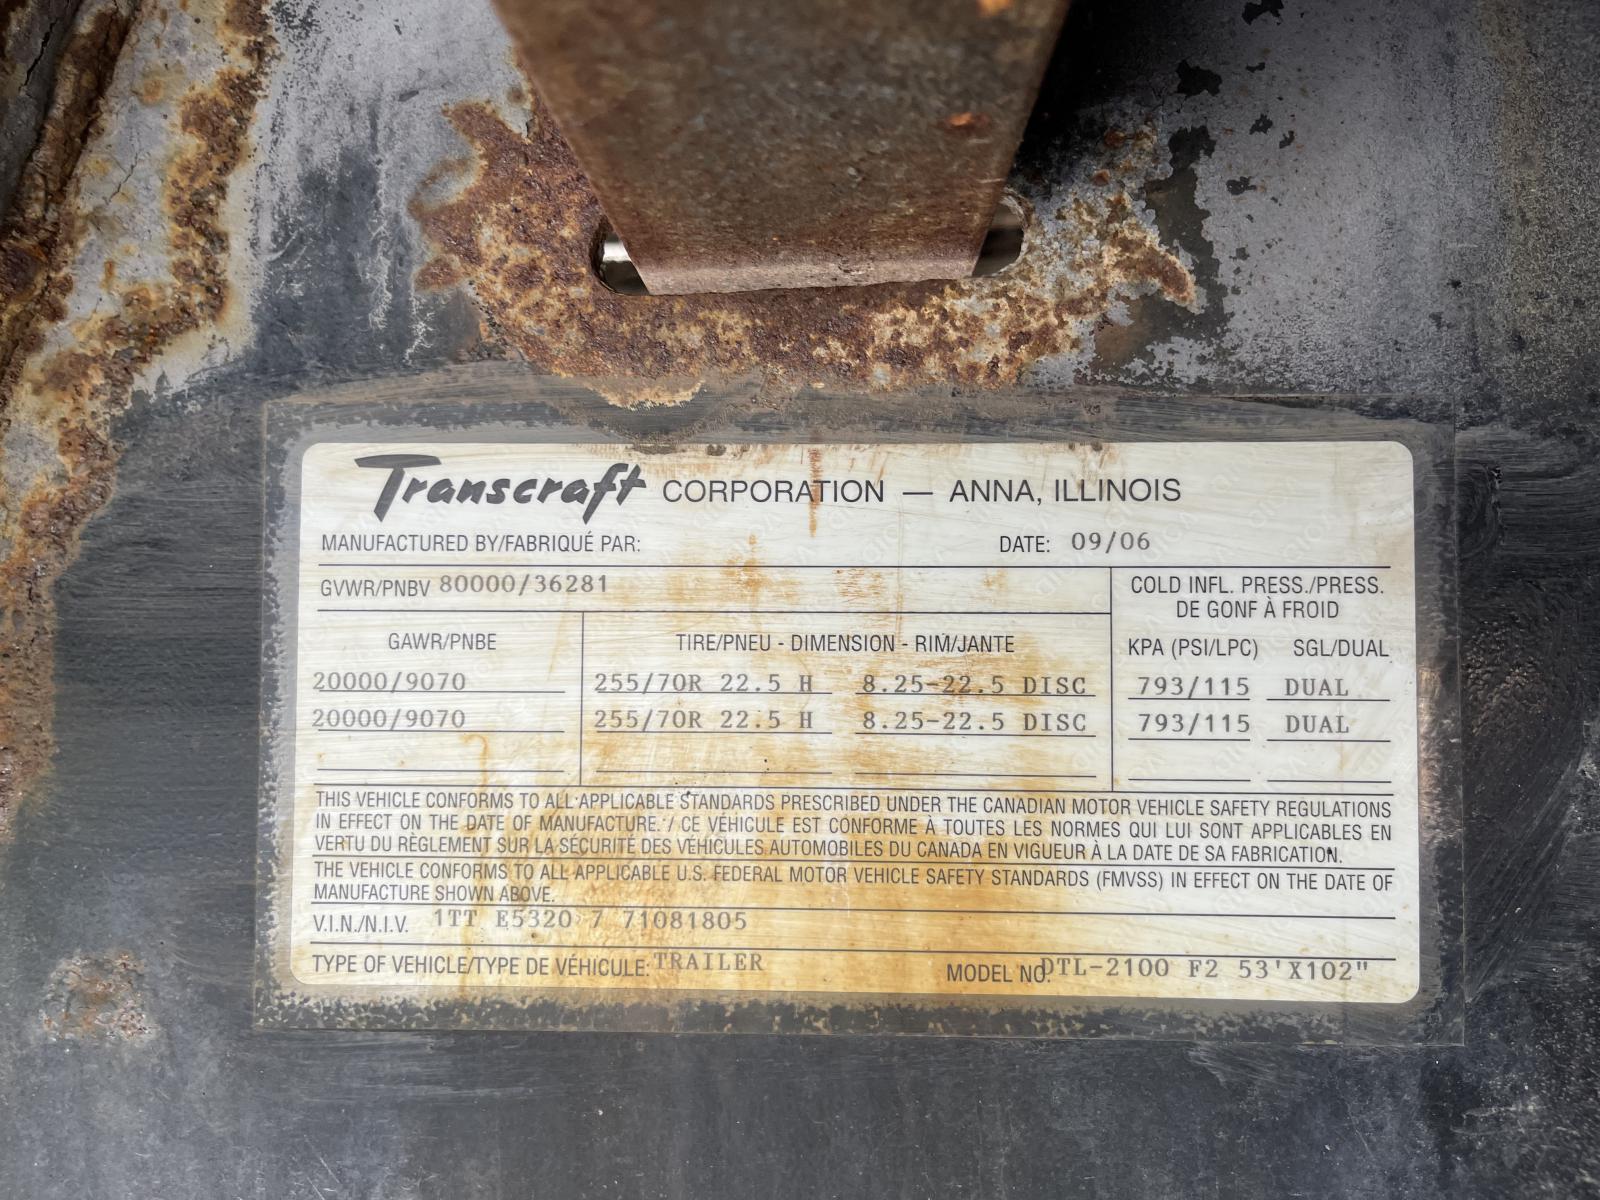 Transcraft CORPORATION — ANNA, ILLINOIS
MANUFACTURED BY/FABRIQUÉ PAR: DATE: 09/06
GVWR/PNBV 80000/36281 COLD INFL. PRESS./PRESS. DE GONF À FROID
GAWR/PNBE TIRE/PNEU - DIMENSION - RIM/JANTE KPA (PSI/LPC) SGL/DUAL
20000/9070 255/70R 22.5 H 8.25-22.5 DISC 793/115 DUAL
20000/9070 255/70R 22.5 H 8.25-22.5 DISC 793/115 DUAL
THIS VEHICLE CONFORMS TO ALL APPLICABLE STANDARDS PRESCRIBED UNDER THE CANADIAN MOTOR VEHICLE SAFETY REGULATIONS
IN EFFECT ON THE DATE OF MANUFACTURE. / CE VÉHICULE EST CONFORME À TOUTES LES NORMES QUI LUI SONT APPLICABLES EN
VERTU DU RÈGLEMENT SUR LA SÉCURITÉ DES VÉHICULES AUTOMOBILES DU CANADA EN VIGUEUR À LA DATE DE SA FABRICATION.
THE VEHICLE CONFORMS TO ALL APPLICABLE U.S. FEDERAL MOTOR VEHICLE SAFETY STANDARDS (FMVSS) IN EFFECT ON THE DATE OF
MANUFACTURE SHOWN ABOVE.
V.I.N./N.I.V. 1TT E5320 7 71081805
TYPE OF VEHICLE/TYPE DE VÉHICULE: TRAILER MODEL NO. DTL-2100 F2 53'X102"